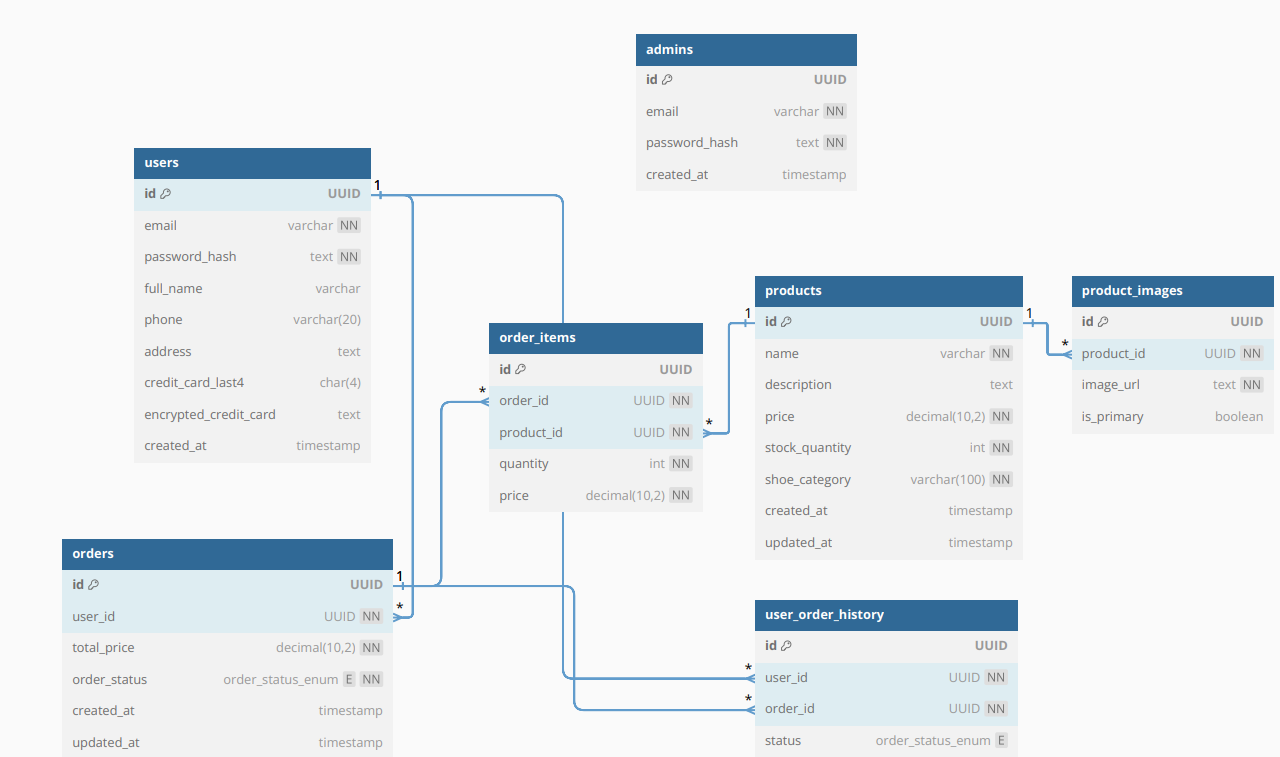 admins
id UUID
email varchar NN
password_hash text NN
created_at timestamp
users
id UUID
email varchar NN
password_hash text NN
full_name varchar
phone varchar(20)
address text
credit_card_last4 char(4)
encrypted_credit_card text
created_at timestamp
1
order_items
id UUID
order_id UUID NN
product_id UUID NN
quantity int NN
price decimal(10,2) NN
*
*
products
id UUID
name varchar NN
description text
price decimal(10,2) NN
stock_quantity int NN
shoe_category varchar(100) NN
created_at timestamp
updated_at timestamp
1
1
product_images
id UUID
product_id UUID NN
image_url text NN
is_primary boolean
*
orders
id UUID
user_id UUID NN
total_price decimal(10,2) NN
order_status order_status_enum E NN
created_at timestamp
updated_at timestamp
1
*
user_order_history
id UUID
user_id UUID NN
order_id UUID NN
status order_status_enum E
*
*